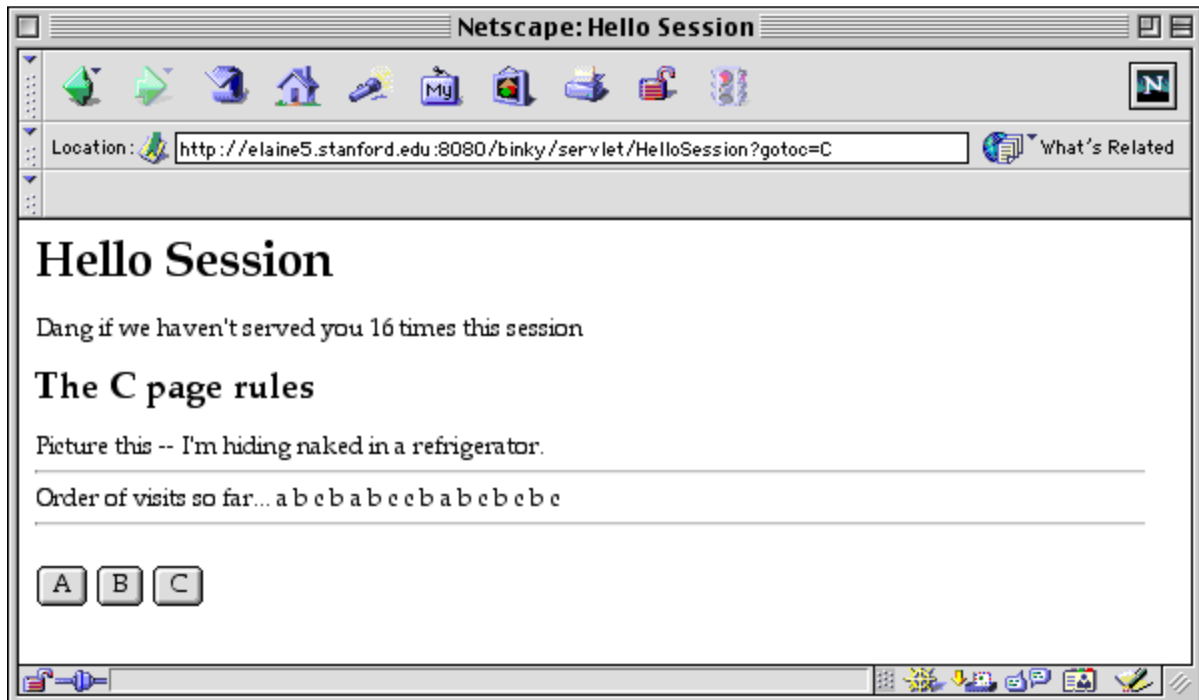 Netscape: Hello Session
My
N
Location: http://elaine5.stanford.edu:8080/binky/servlet/HelloSession?gotoc=C What's Related
Hello Session
Dang if we haven't served you 16 times this session
The C page rules
Picture this -- I'm hiding naked in a refrigerator.
Order of visits so far... a b c b a b c c b a b c b c b c
A B C